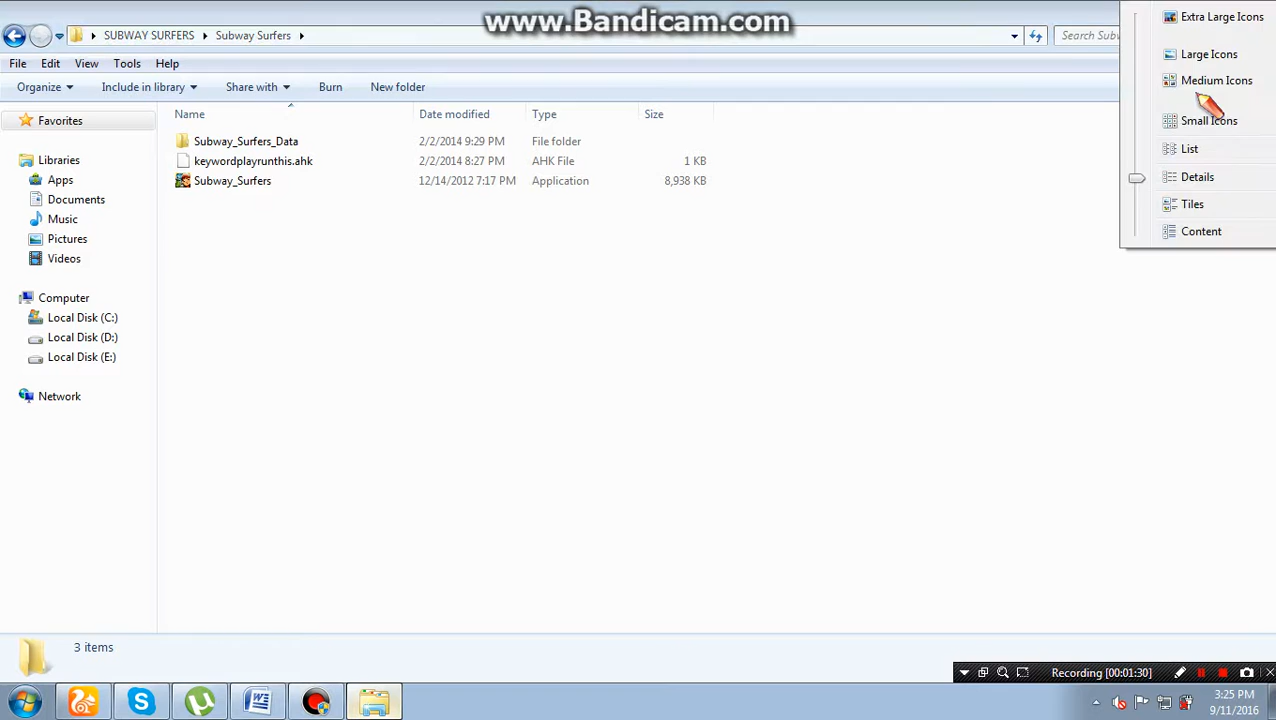 www.Bandicam.com
SUBWAY SURFERS Subway Surfers
Search Sub
File Edit View Tools Help
Organize Include in library Share with Burn New folder
Extra Large Icons
Large Icons
Medium Icons
Small Icons
List
Details
Tiles
Content
Favorites
Libraries
Apps
Documents
Music
Pictures
Videos
Computer
Local Disk (C:)
Local Disk (D:)
Local Disk (E:)
Network
Name Date modified Type Size
Subway_Surfers_Data 2/2/2014 9:29 PM File folder
keywordplayrunthis.ahk 2/2/2014 8:27 PM AHK File 1 KB
Subway_Surfers 12/14/2012 7:17 PM Application 8,938 KB
3 items
Recording [00:01:30]
3:25 PM
9/11/2016